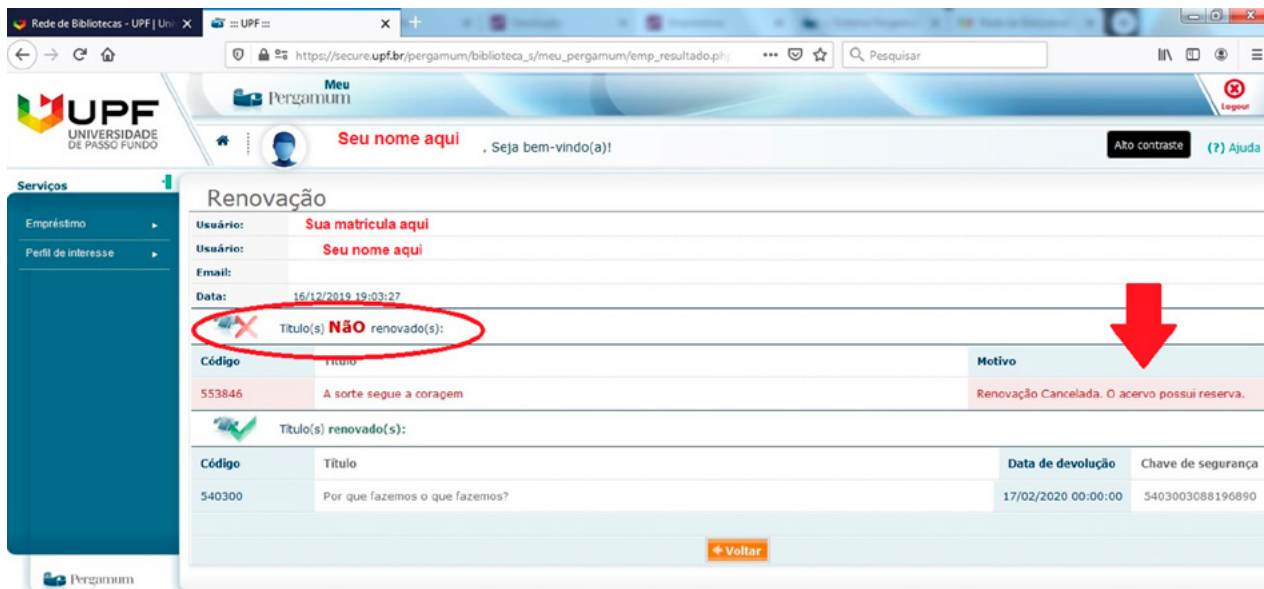 Rede de Bibliotecas - UPF | Uni
::: UPF :::
https://secure.upf.br/pergamum/biblioteca_s/meu_pergamum/emp_resultado.ph
Pesquisar
UPF
UNIVERSIDADE
DE PASSO FUNDO
Meu
Pergamum
Logout
Seu nome aqui , Seja bem-vindo(a)!
Alto contraste
(?) Ajuda
Serviços
Empréstimo
Perfil de interesse
Renovação
Usuário: Sua matrícula aqui
Usuário: Seu nome aqui
Email:
Data: 16/12/2019 19:03:27
Título(s) NãO renovado(s):
Código Título Motivo
553846 A sorte segue a coragem Renovação Cancelada. O acervo possui reserva.
Título(s) renovado(s):
Código Título Data de devolução Chave de segurança
540300 Por que fazemos o que fazemos? 17/02/2020 00:00:00 5403003088196890
Voltar
Pergamum